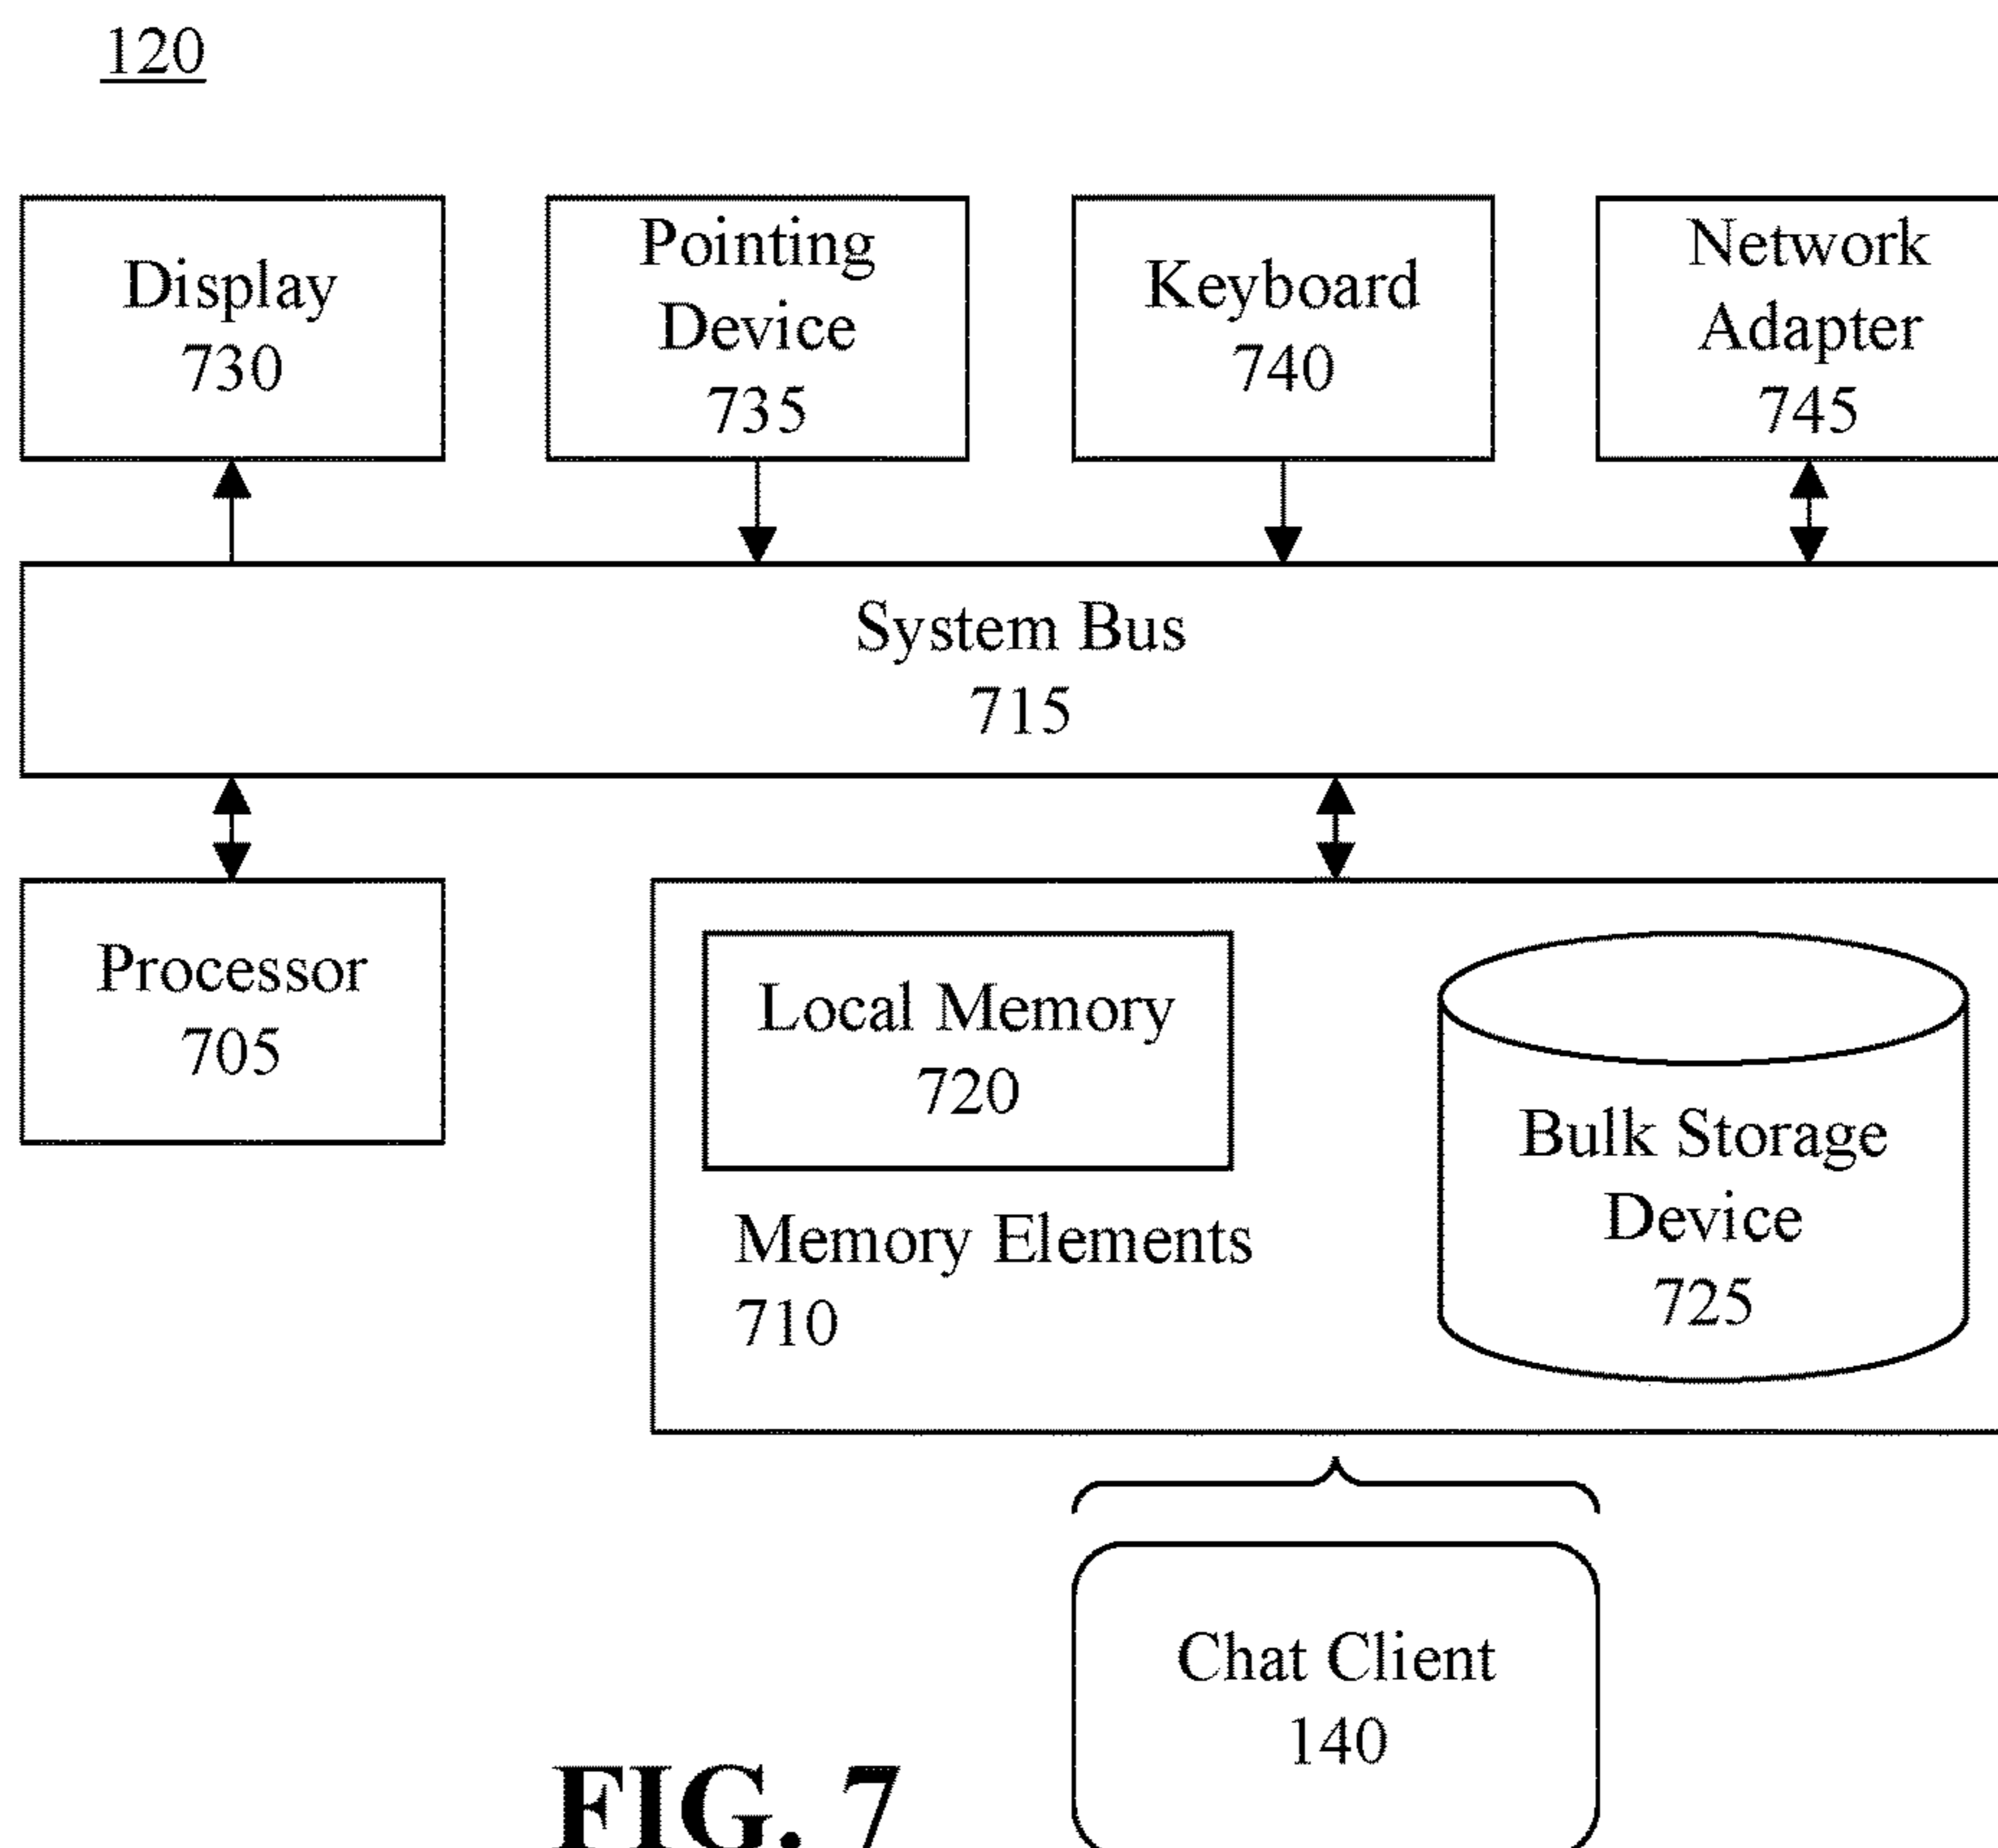 120
Display
730
Pointing
Device
735
Keyboard
740
Network
Adapter
745
System Bus
715
Processor
705
Local Memory
720
Memory Elements
710
Bulk Storage
Device
725
Chat Client
140
FIG. 7